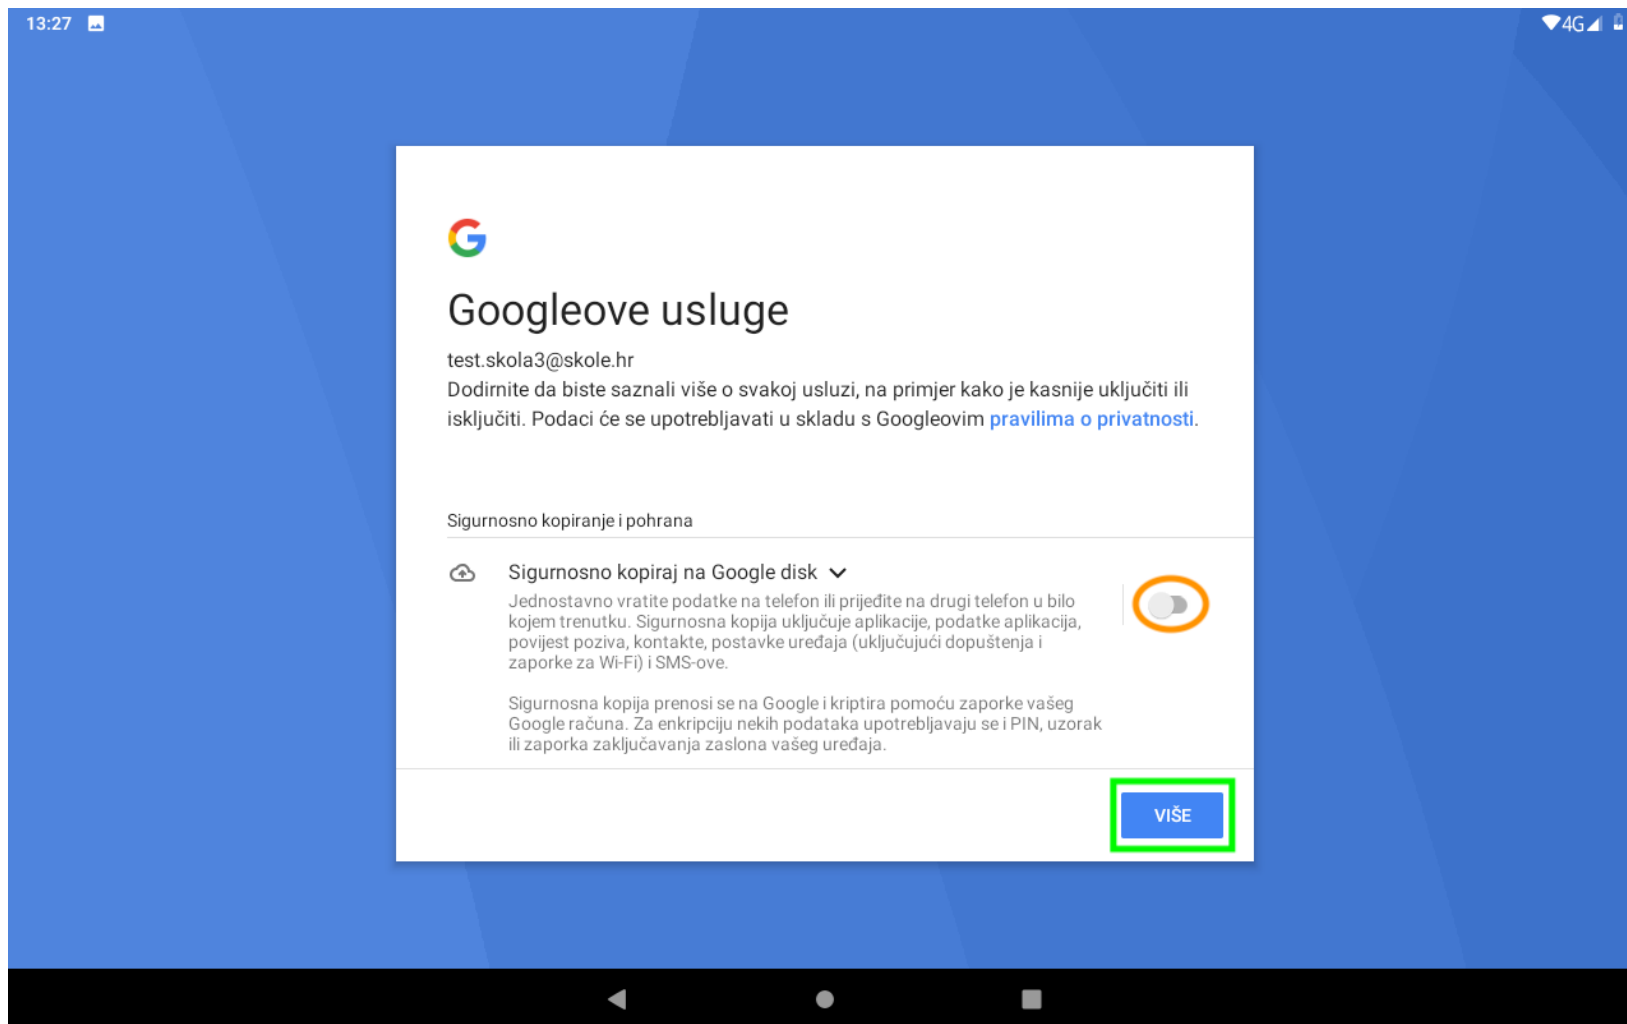 13:27
4G
Googleove usluge
test.skola3@skole.hr
Dodirnite da biste saznali više o svakoj usluzi, na primjer kako je kasnije uključiti ili
isključiti. Podaci će se upotrebljavati u skladu s Googleovim pravilima o privatnosti.
Sigurnosno kopiranje i pohrana
Sigurnosno kopiraj na Google disk
Jednostavno vratite podatke na telefon ili prijeđite na drugi telefon u bilo
kojem trenutku. Sigurnosna kopija uključuje aplikacije, podatke aplikacija,
povijest poziva, kontakte, postavke uređaja (uključujući dopuštenja i
zaporke za Wi-Fi) i SMS-ove.
Sigurnosna kopija prenosi se na Google i kriptira pomoću zaporke vašeg
Google računa. Za enkripciju nekih podataka upotrebljavaju se i PIN, uzorak
ili zaporka zaključavanja zaslona vašeg uređaja.
VIŠE